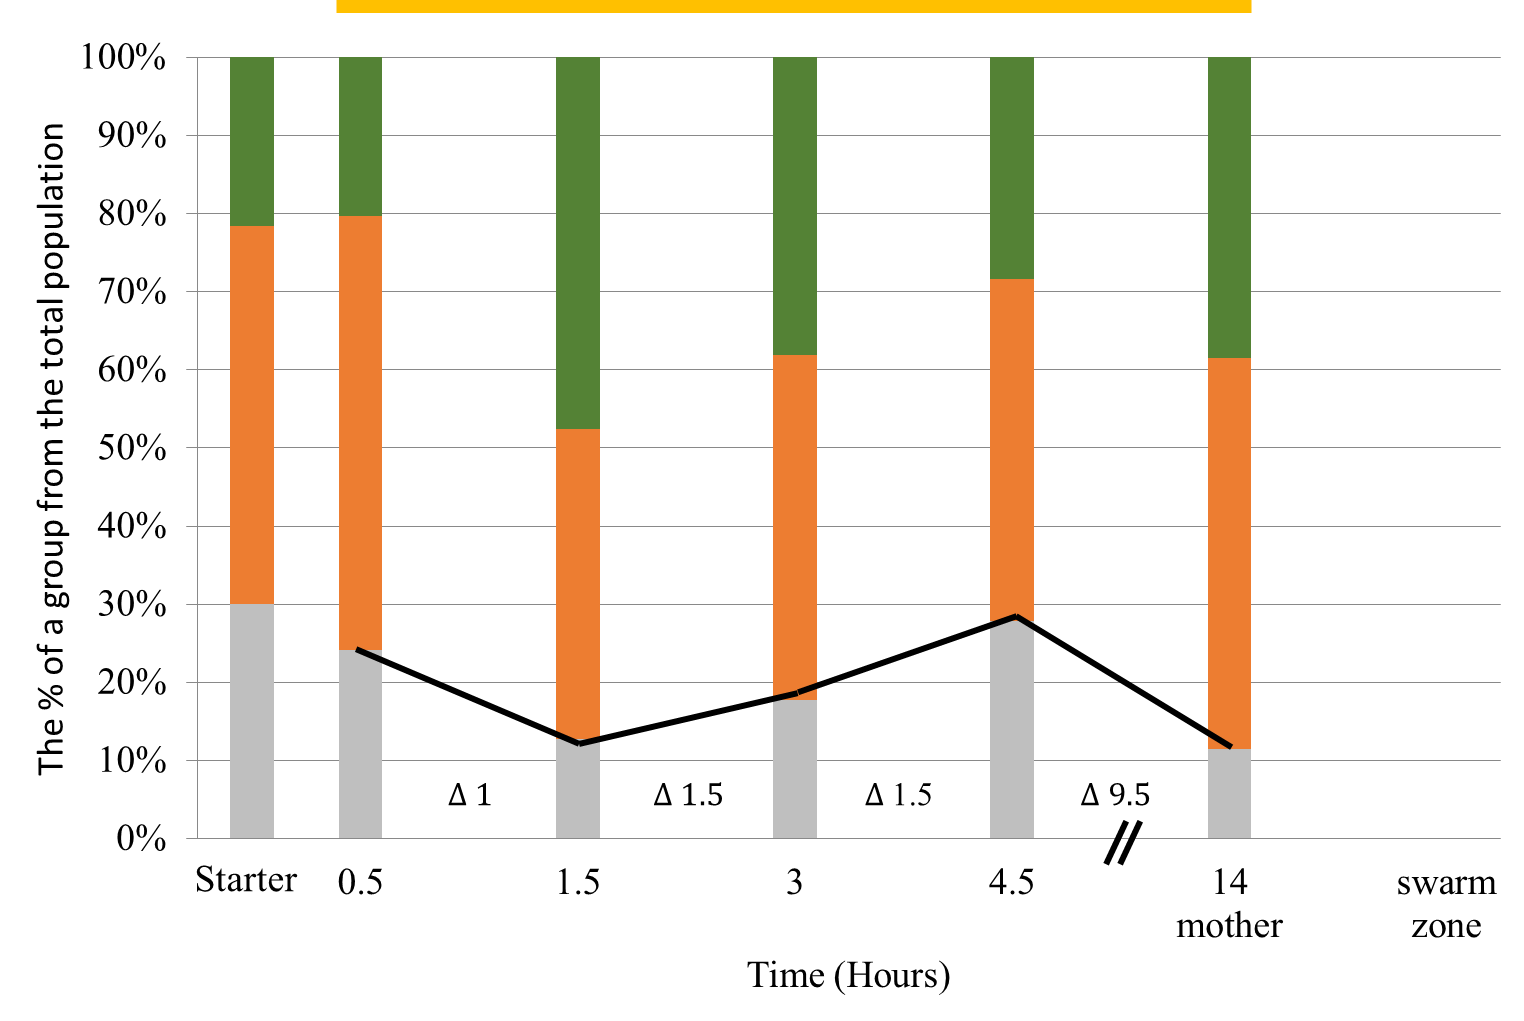 The % of a group from the total population
100%
90%
80%
70%
60%
50%
40%
30%
20%
10%
0%
Δ 1
Δ 1.5
Δ 1.5
Δ 9.5
Starter
0.5
1.5
3
4.5
14
mother
swarm
zone
Time (Hours)